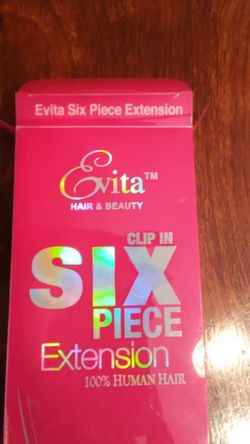 Evita Six Piece Extension
Evita™
HAIR & BEAUTY
CLIP IN
SIX
PIECE
Extension
100% HUMAN HAIR